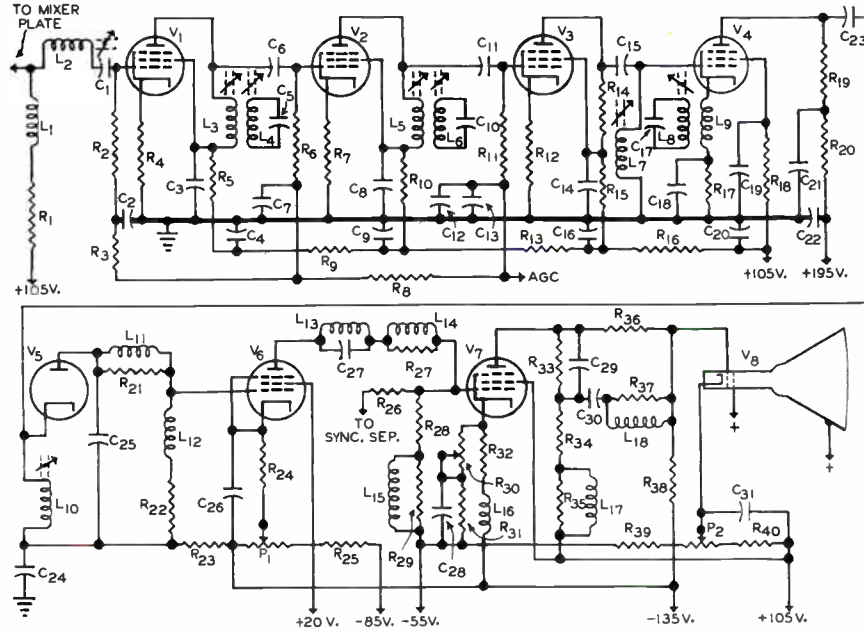 TO MIXER
PLATE
L2
C1
V1
C6
V2
C11
V3
C15
V4
C23
L1
R2
R4
L3
L4
C5
R6
R7
L5
L6
C10
R11
R12
R14
L7
C17
L8
L9
R19
R20
R1
C2
C3
R5
C7
C8
R10
C12
C13
C14
R15
C18
R17
C19
R18
C21
R3
C4
R9
C9
R13
C16
R16
C20
C22
R8
AGC
+105V.
+105V.
+195V.
V5
L11
R21
L13
C27
L14
R27
V6
V7
R36
V8
R33
C29
C30
R37
L18
R26
TO
SYNC. SEP.
R28
R32
R34
C25
L12
R24
R22
C26
L15
R30
L16
R31
R35
L17
R38
L10
R29
C28
C31
R23
P1
R25
R39
P2
R40
C24
+
+
+20 V.
-85V.
-55V.
-135V.
+105V.